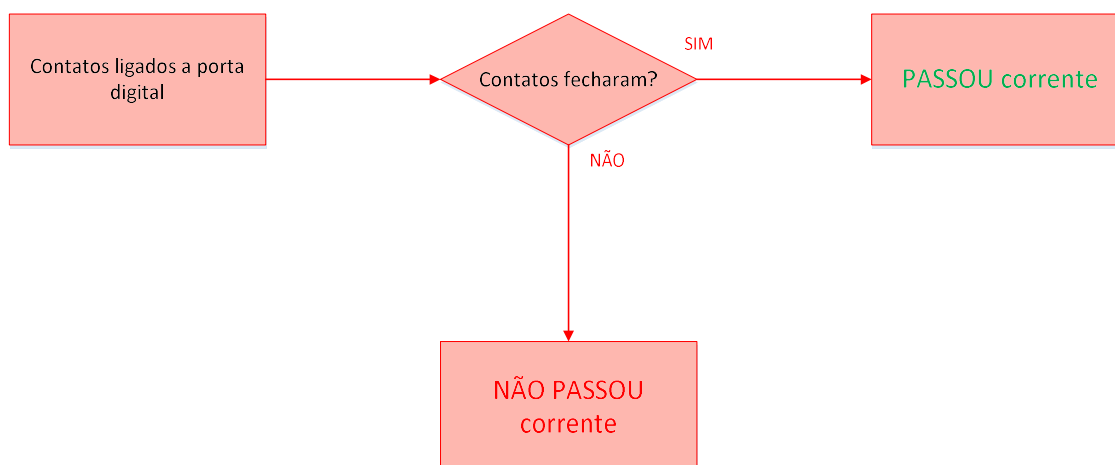 Contatos ligados a porta
digital
Contatos fecharam?
SIM
PASSOU corrente
NÃO
NÃO PASSOU
corrente